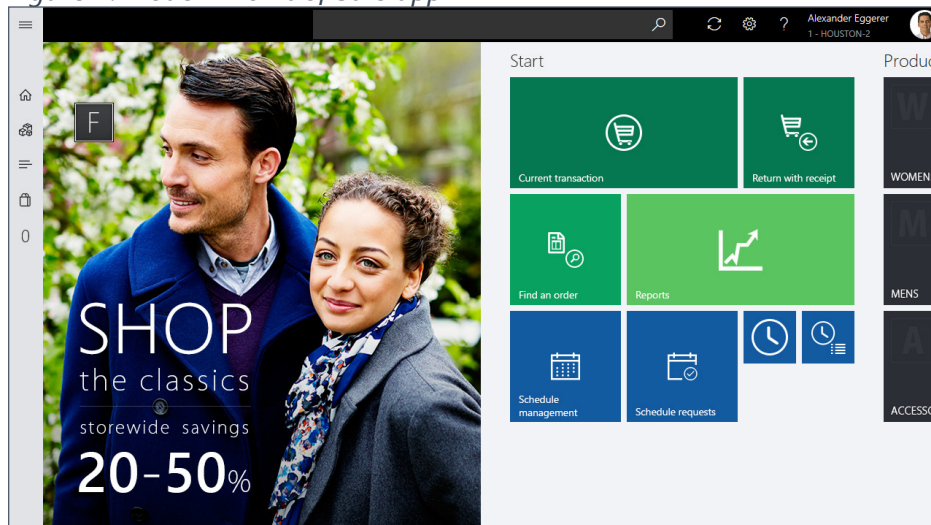 Alexander Eggerer
1 - HOUSTON-2
Start
Produc
F
Current transaction
Return with receipt
W
WOMEN
Find an order
Reports
M
MENS
SHOP
the classics
storewide savings
20-50%
Schedule
management
Schedule requests
A
ACCESSO
0